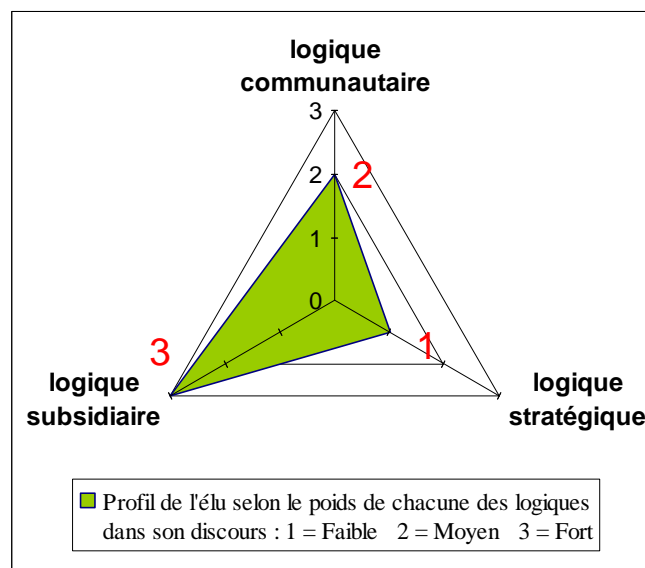 logique
communautaire
3
2
2
1
0
3
1
logique
subsidiaire
logique
stratégique
Profil de l'élu selon le poids de chacune des logiques
dans son discours : 1 = Faible 2 = Moyen 3 = Fort